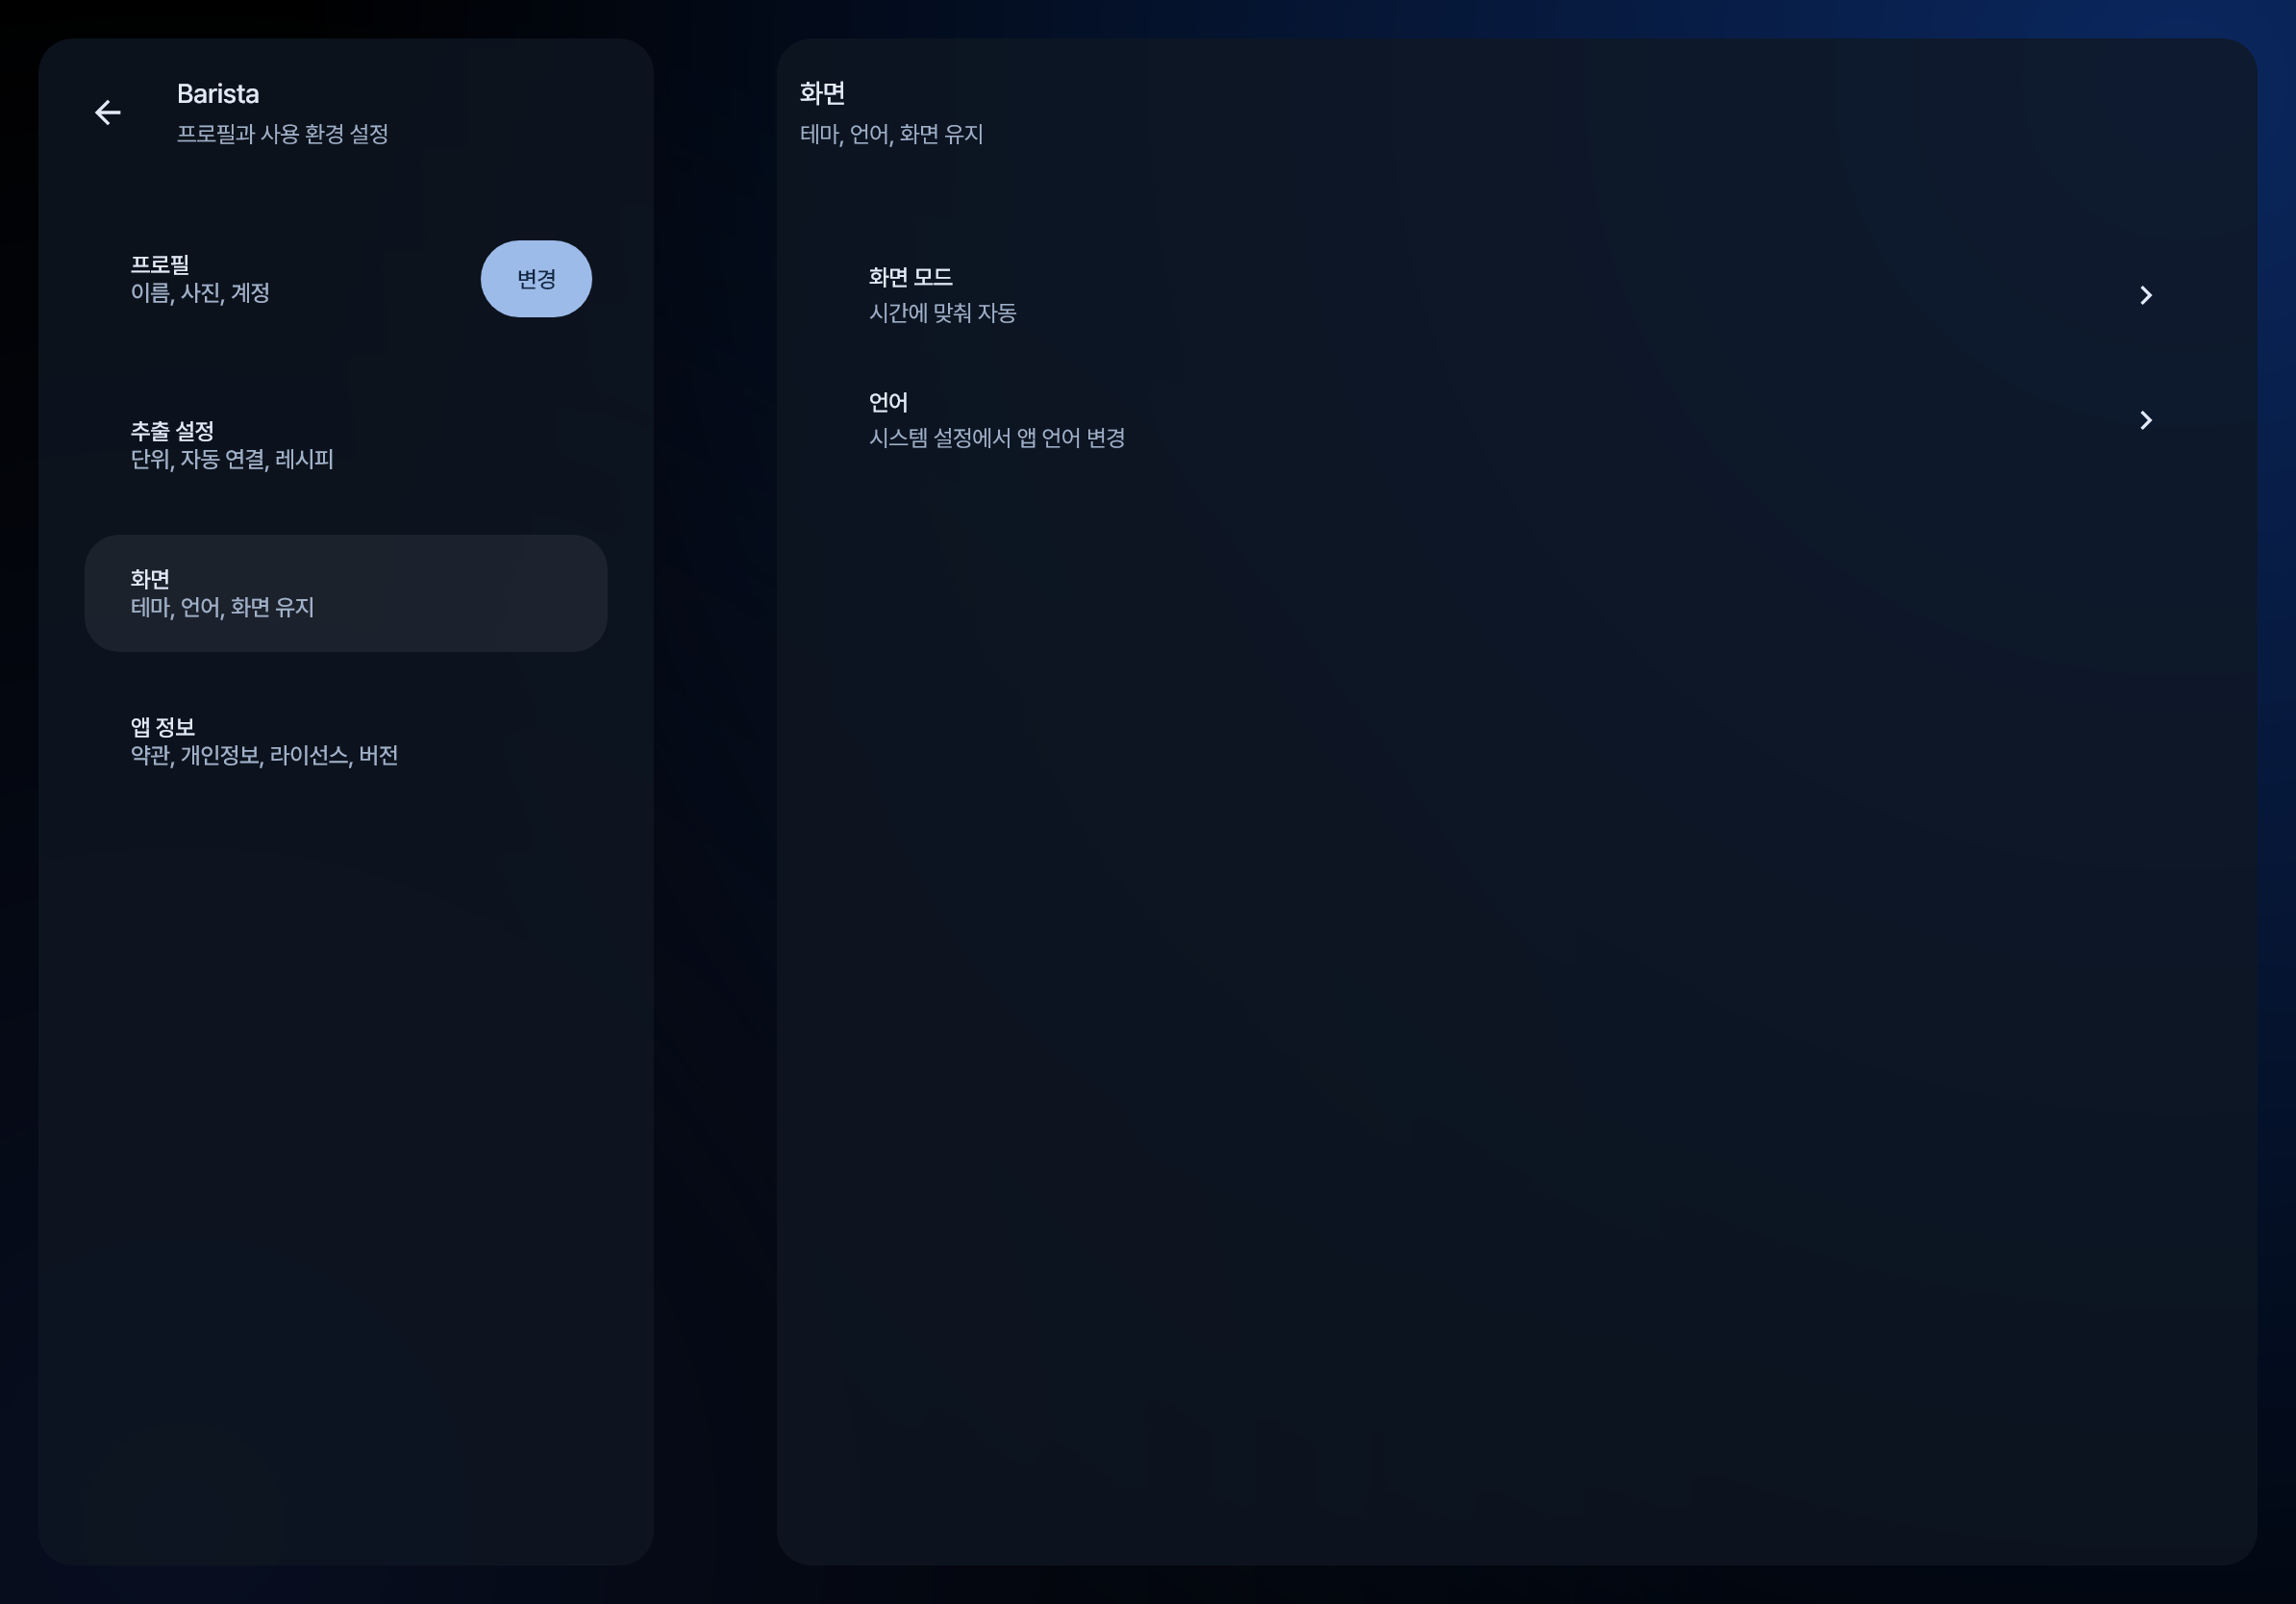 Barista
프로필과 사용 환경 설정
프로필
이름, 사진, 계정
변경
추출 설정
단위, 자동 연결, 레시피
화면
테마, 언어, 화면 유지
앱 정보
약관, 개인정보, 라이선스, 버전
화면
테마, 언어, 화면 유지
화면 모드
시간에 맞춰 자동
언어
시스템 설정에서 앱 언어 변경